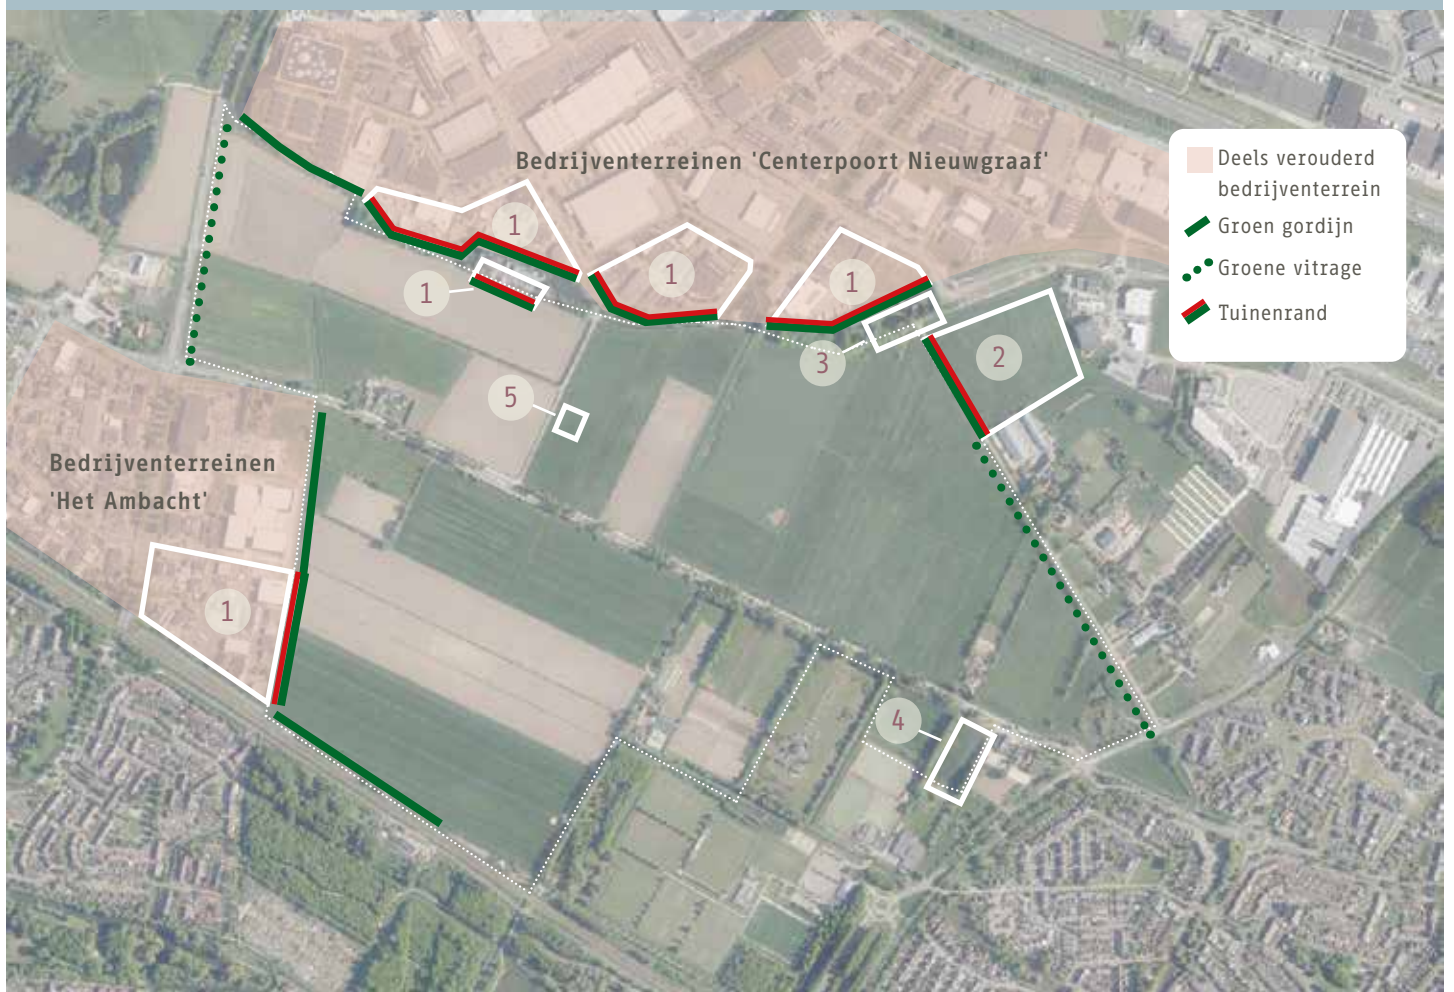 Bedrijventerreinen 'Centerpoort Nieuwgraaf'
Deels verouderd
bedrijventerrein
Groen gordijn
Groene vitrage
Tuinenrand
1
1
1
1
3
2
5
Bedrijventerreinen
'Het Ambacht'
1
4